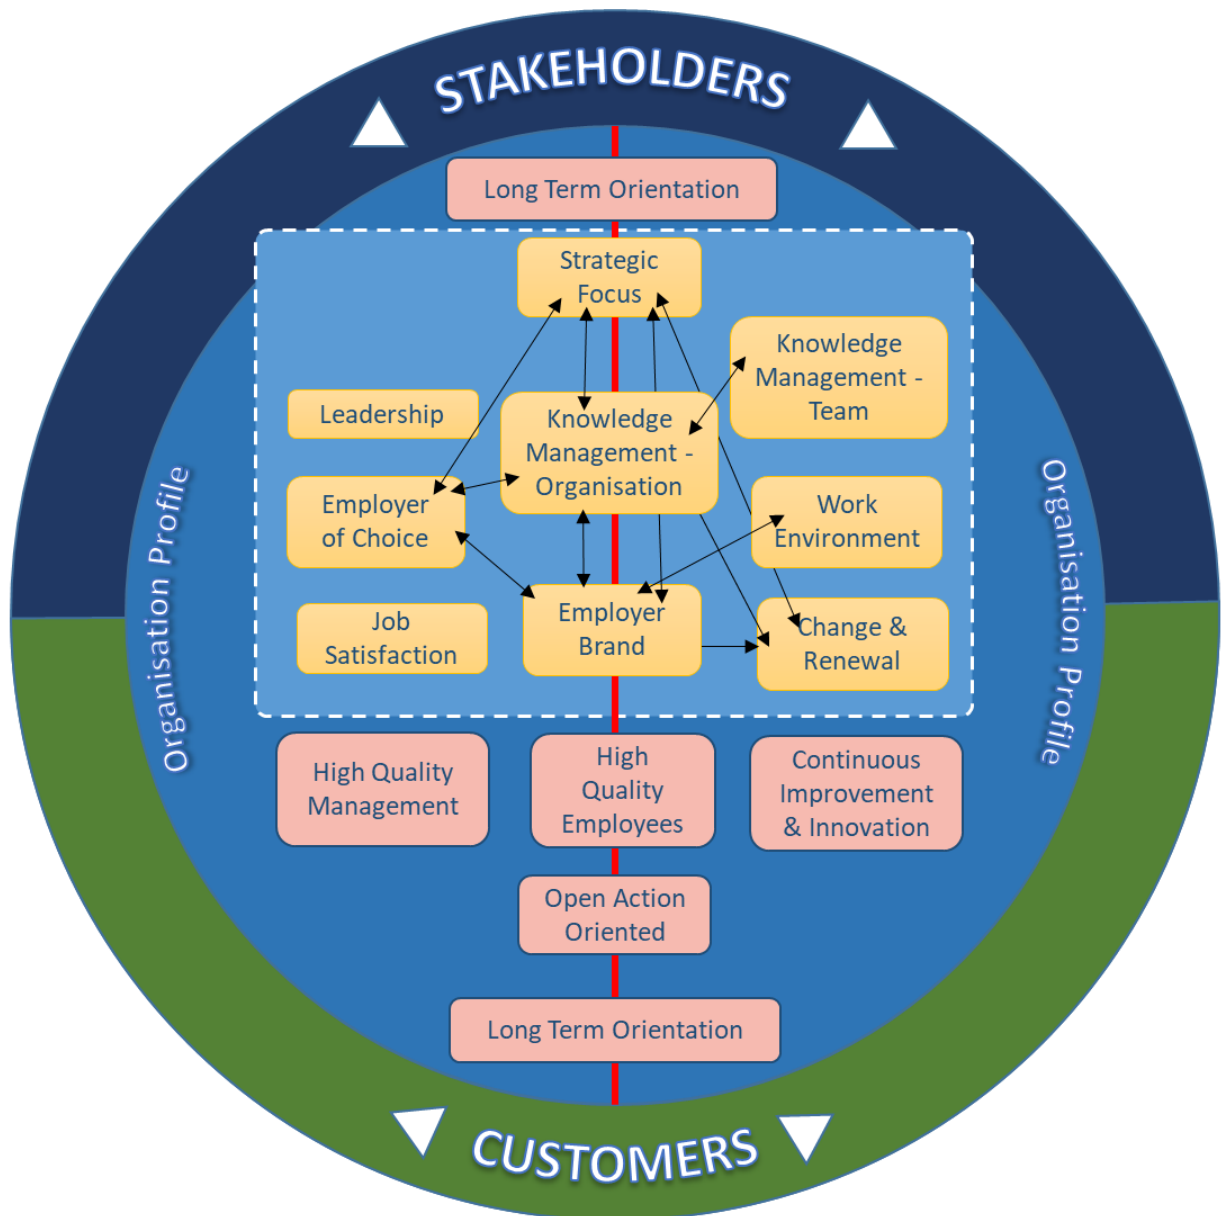 STAKEHOLDERS
Long Term Orientation
Strategic
Focus
Knowledge
Management -
Team
Leadership
Knowledge
Management -
Organisation
Employer
of Choice
Work
Environment
Organisation Profile
Organisation Profile
Job
Satisfaction
Employer
Brand
Change &
Renewal
High Quality
Management
High
Quality
Employees
Continuous
Improvement
& Innovation
Open Action
Oriented
Long Term Orientation
CUSTOMERS